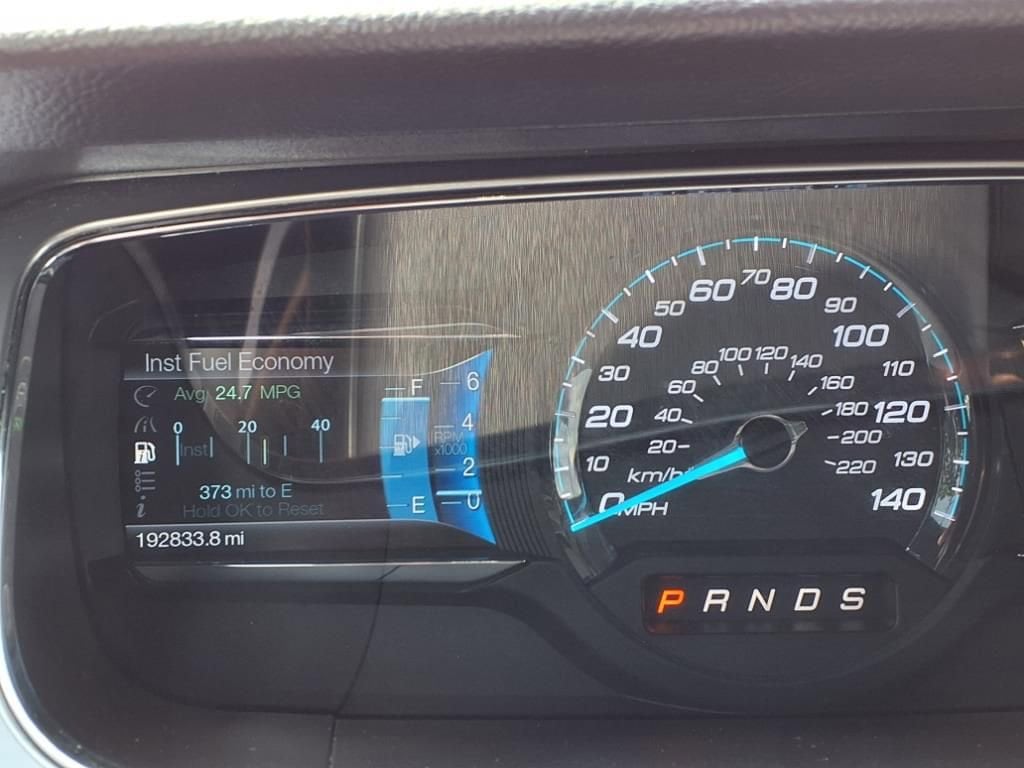 Inst Fuel Economy
Avg 24.7 MPG
0 20 40
Inst
373 mi to E
Hold OK to Reset
192833.8 mi
F
E
6
4
RPM
x1000
2
0
0 10 20 30 40 50 60 70 80 90 100 110 120 130 140
MPH
20 40 60 80 100 120 140 160 180 200 220
km/h
P R N D S